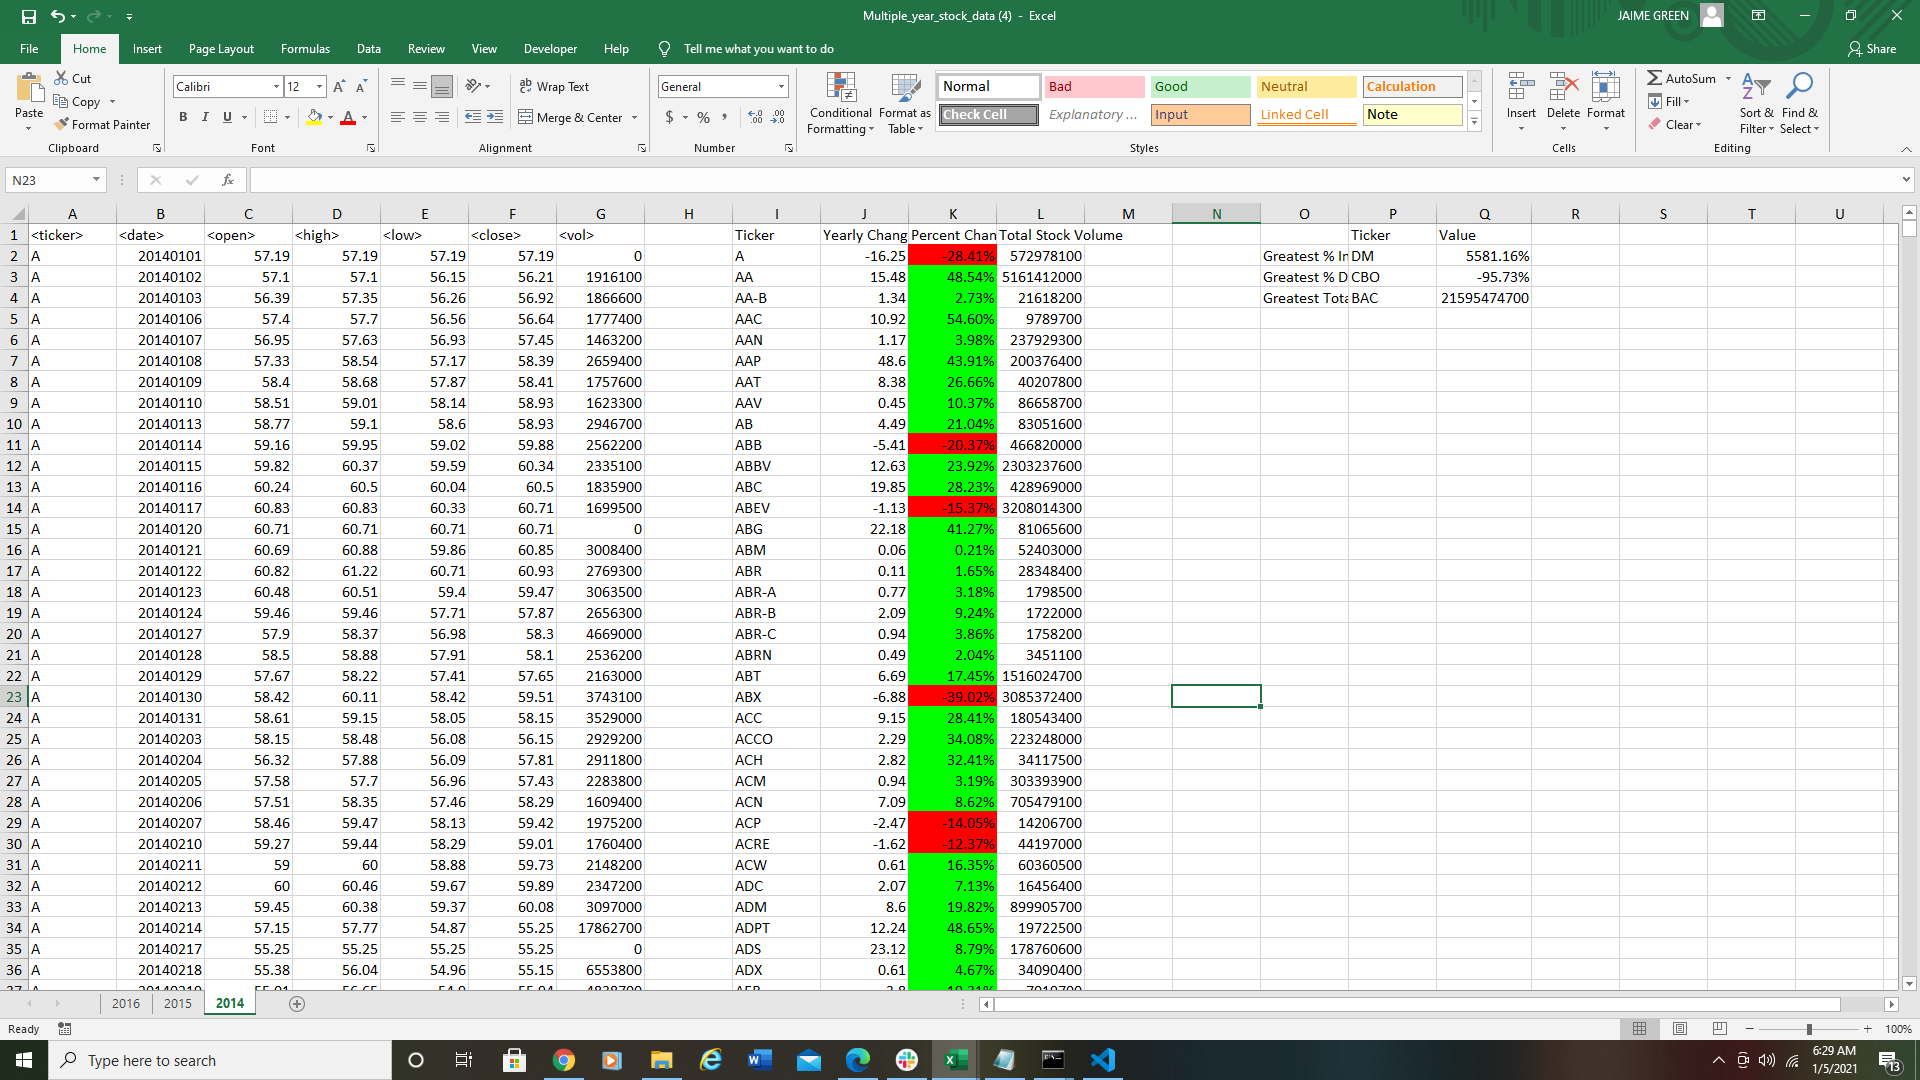 Multiple_year_stock_data (4) - Excel
JAIME GREEN
File Home Insert Page Layout Formulas Data Review View Developer Help Tell me what you want to do Share
Paste Cut Copy Format Painter Clipboard
Calibri 12 A A B I U A Font
Wrap Text Merge & Center Alignment
General $ % , Number
Conditional Formatting Format as Table
Normal Bad Good Neutral Calculation
Check Cell Explanatory ... Input Linked Cell Note
Styles
Insert Delete Format Cells
AutoSum Fill Clear Sort & Filter Find & Select Editing
N23 fx
A B C D E F G H I J K L M N O P Q R S T U
1 <ticker> <date> <open> <high> <low> <close> <vol> Ticker Yearly Chang Percent Chan Total Stock Volume Ticker Value
2 A 20140101 57.19 57.19 57.19 57.19 0 A -16.25 -28.41% 572978100 Greatest % In DM 5581.16%
3 A 20140102 57.1 57.1 56.15 56.21 1916100 AA 15.48 48.54% 5161412000 Greatest % D CBO -95.73%
4 A 20140103 56.39 57.35 56.26 56.92 1866600 AA-B 1.34 2.73% 21618200 Greatest Tota BAC 21595474700
5 A 20140106 57.4 57.7 56.56 56.64 1777400 AAC 10.92 54.60% 9789700
6 A 20140107 56.95 57.63 56.93 57.45 1463200 AAN 1.17 3.98% 237929300
7 A 20140108 57.33 58.54 57.17 58.39 2659400 AAP 48.6 43.91% 200376400
8 A 20140109 58.4 58.68 57.87 58.41 1757600 AAT 8.38 26.66% 40207800
9 A 20140110 58.51 59.01 58.14 58.93 1623300 AAV 0.45 10.37% 86658700
10 A 20140113 58.77 59.1 58.6 58.93 2946700 AB 4.49 21.04% 83051600
11 A 20140114 59.16 59.95 59.02 59.88 2562200 ABB -5.41 -20.37% 466820000
12 A 20140115 59.82 60.37 59.59 60.34 2335100 ABBV 12.63 23.92% 2303237600
13 A 20140116 60.24 60.5 60.04 60.5 1835900 ABC 19.85 28.23% 428969000
14 A 20140117 60.83 60.83 60.33 60.71 1699500 ABEV -1.13 -15.37% 3208014300
15 A 20140120 60.71 60.71 60.71 60.71 0 ABG 22.18 41.27% 81065600
16 A 20140121 60.69 60.88 59.86 60.85 3008400 ABM 0.06 0.21% 52403000
17 A 20140122 60.82 61.22 60.71 60.93 2769300 ABR 0.11 1.65% 28348400
18 A 20140123 60.48 60.51 59.4 59.47 3063500 ABR-A 0.77 3.18% 1798500
19 A 20140124 59.46 59.46 57.71 57.87 2656300 ABR-B 2.09 9.24% 1722000
20 A 20140127 57.9 58.37 56.98 58.3 4669000 ABR-C 0.94 3.86% 1758200
21 A 20140128 58.5 58.88 57.91 58.1 2536200 ABRN 0.49 2.04% 3451100
22 A 20140129 57.67 58.22 57.41 57.65 2163000 ABT 6.69 17.45% 1516024700
23 A 20140130 58.42 60.11 58.42 59.51 3743100 ABX -6.88 -39.02% 3085372400
24 A 20140131 58.61 59.15 58.05 58.15 3529000 ACC 9.15 28.41% 180543400
25 A 20140203 58.15 58.48 56.08 56.15 2929200 ACCO 2.29 34.08% 223248000
26 A 20140204 56.32 57.88 56.09 57.81 2911800 ACH 2.82 32.41% 34117500
27 A 20140205 57.58 57.7 56.96 57.43 2283800 ACM 0.94 3.19% 303393900
28 A 20140206 57.51 58.35 57.46 58.29 1609400 ACN 7.09 8.62% 705479100
29 A 20140207 58.46 59.47 58.13 59.42 1975200 ACP -2.47 -14.05% 14206700
30 A 20140210 59.27 59.44 58.29 59.01 1760400 ACRE -1.62 -12.37% 44197000
31 A 20140211 59 60 58.88 59.73 2148200 ACW 0.61 16.35% 60360500
32 A 20140212 60 60.46 59.67 59.89 2347200 ADC 2.07 7.13% 16456400
33 A 20140213 59.45 60.38 59.37 60.08 3097000 ADM 8.6 19.82% 899905700
34 A 20140214 57.15 57.77 54.87 55.25 17862700 ADPT 12.24 48.65% 19722500
35 A 20140217 55.25 55.25 55.25 55.25 0 ADS 23.12 8.79% 178760600
36 A 20140218 55.38 56.04 54.96 55.15 6553800 ADX 0.61 4.67% 34090400
2016 2015 2014
Ready 100%
Type here to search
6:29 AM
1/5/2021
13